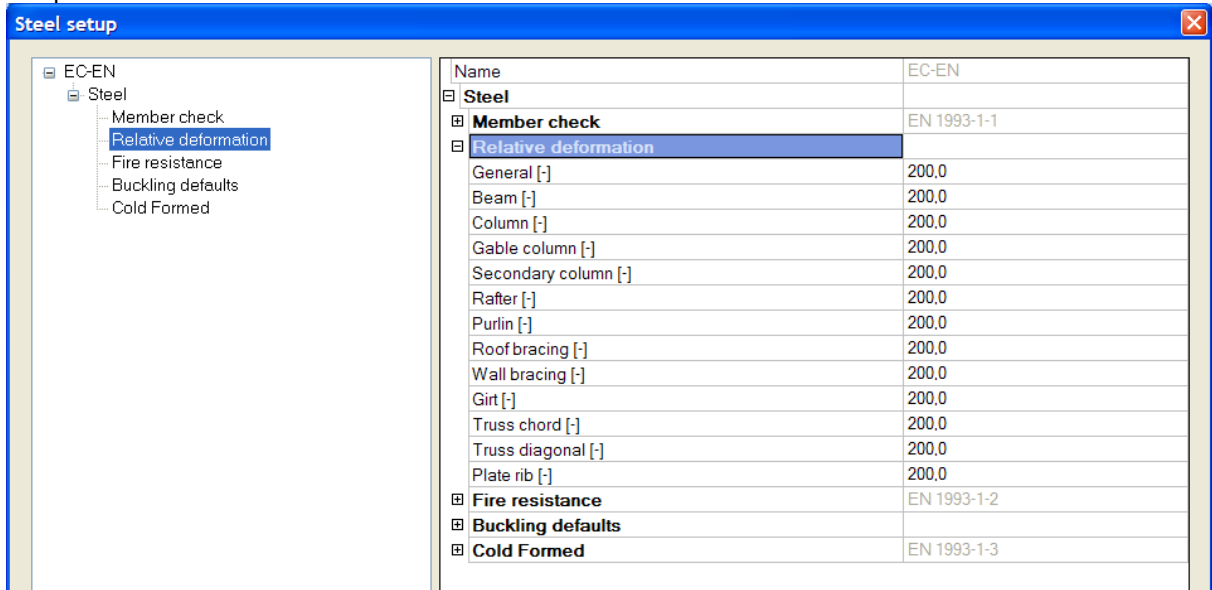 Steel setup
EC-EN
Steel
Member check
Relative deformation
Fire resistance
Buckling defaults
Cold Formed
Name EC-EN
Steel
Member check EN 1993-1-1
Relative deformation
General [-] 200,0
Beam [-] 200,0
Column [-] 200,0
Gable column [-] 200,0
Secondary column [-] 200,0
Rafter [-] 200,0
Purlin [-] 200,0
Roof bracing [-] 200,0
Wall bracing [-] 200,0
Girt [-] 200,0
Truss chord [-] 200,0
Truss diagonal [-] 200,0
Plate rib [-] 200,0
Fire resistance EN 1993-1-2
Buckling defaults
Cold Formed EN 1993-1-3